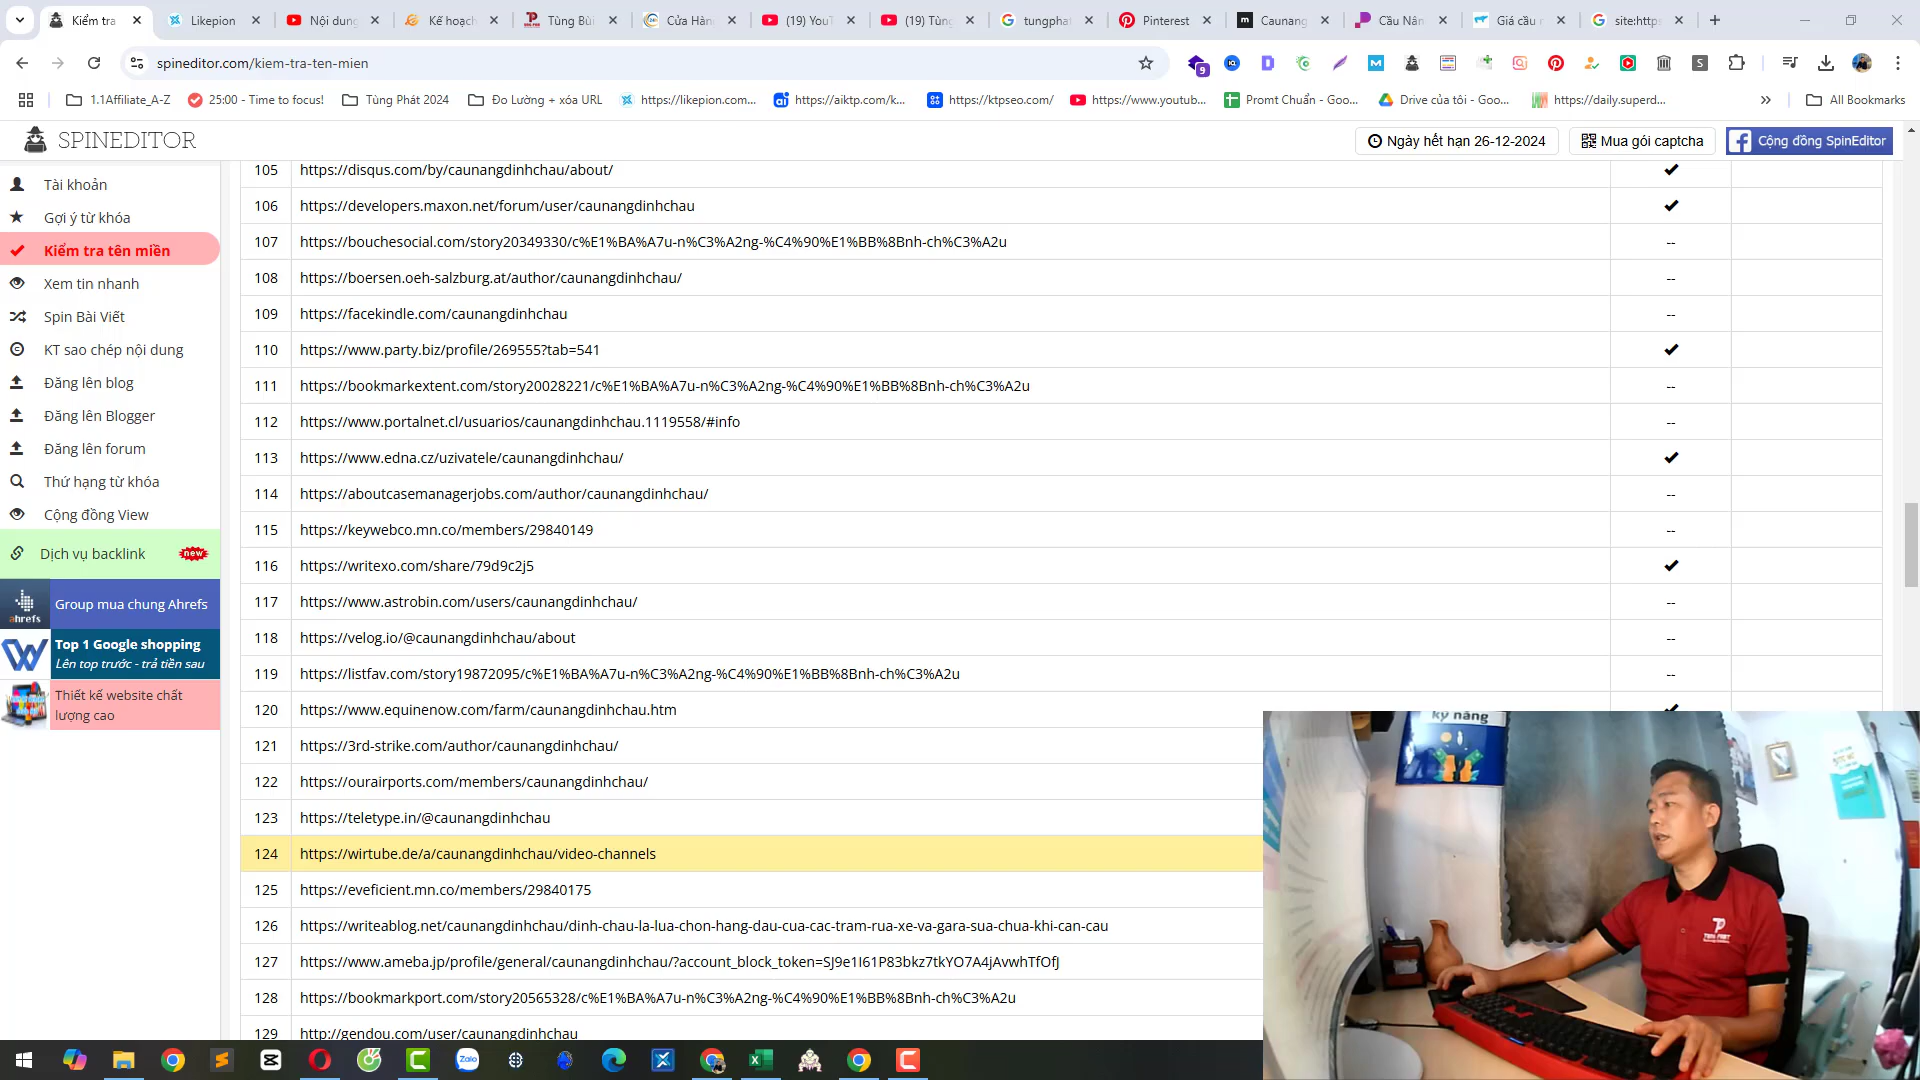 Kiểm tra
Likepion
Nội dung
Kế hoạch
Tùng Bùi
Cửa Hàn
(19) YouT
(19) Tùng
tungphat
Pinterest
Caunang
Cầu Nân
Giá cầu n
site:https
spineditor.com/kiem-tra-ten-mien
9
1.1Affiliate_A-Z
25:00 - Time to focus!
Tùng Phát 2024
Đo Lường + xóa URL
https://likepion.com...
https://aiktp.com/k...
https://ktpseo.com/
https://www.youtub...
Promt Chuẩn - Goo...
Drive của tôi - Goo...
https://daily.superd...
All Bookmarks
SPINEDITOR
Ngày hết hạn 26-12-2024
Mua gói captcha
Cộng đồng SpinEditor
Tài khoản
Gợi ý từ khóa
Kiểm tra tên miền
Xem tin nhanh
Spin Bài Viết
KT sao chép nội dung
Đăng lên blog
Đăng lên Blogger
Đăng lên forum
Thứ hạng từ khóa
Cộng đồng View
Dịch vụ backlink new
ahrefs Group mua chung Ahrefs
Top 1 Google shopping
Lên top trước - trả tiền sau
Thiết kế website chất
lượng cao
105 https://disqus.com/by/caunangdinhchau/about/ ✔
106 https://developers.maxon.net/forum/user/caunangdinhchau ✔
107 https://bouchesocial.com/story20349330/c%E1%BA%A7u-n%C3%A2ng-%C4%90%E1%BB%8Bnh-ch%C3%A2u --
108 https://boersen.oeh-salzburg.at/author/caunangdinhchau/ --
109 https://facekindle.com/caunangdinhchau --
110 https://www.party.biz/profile/269555?tab=541 ✔
111 https://bookmarkextent.com/story20028221/c%E1%BA%A7u-n%C3%A2ng-%C4%90%E1%BB%8Bnh-ch%C3%A2u --
112 https://www.portalnet.cl/usuarios/caunangdinhchau.1119558/#info --
113 https://www.edna.cz/uzivatele/caunangdinhchau/ ✔
114 https://aboutcasemanagerjobs.com/author/caunangdinhchau/ --
115 https://keywebco.mn.co/members/29840149 --
116 https://writexo.com/share/79d9c2j5 ✔
117 https://www.astrobin.com/users/caunangdinhchau/ --
118 https://velog.io/@caunangdinhchau/about --
119 https://listfav.com/story19872095/c%E1%BA%A7u-n%C3%A2ng-%C4%90%E1%BB%8Bnh-ch%C3%A2u --
120 https://www.equinenow.com/farm/caunangdinhchau.htm ✔
121 https://3rd-strike.com/author/caunangdinhchau/
122 https://ourairports.com/members/caunangdinhchau/
123 https://teletype.in/@caunangdinhchau
124 https://wirtube.de/a/caunangdinhchau/video-channels
125 https://eveficient.mn.co/members/29840175
126 https://writeablog.net/caunangdinhchau/dinh-chau-la-lua-chon-hang-dau-cua-cac-tram-rua-xe-va-gara-sua-chua-khi-can-cau
127 https://www.ameba.jp/profile/general/caunangdinhchau/?account_block_token=SJ9e1I61P83bkz7tkYO7A4jAvwhTfOfJ
128 https://bookmarkport.com/story20565328/c%E1%BA%A7u-n%C3%A2ng-%C4%90%E1%BB%8Bnh-ch%C3%A2u
129 http://gendou.com/user/caunangdinhchau
kỹ năng
Zalo